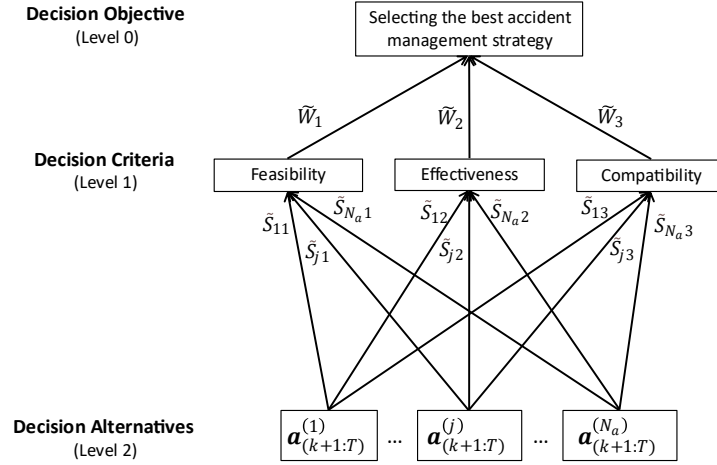 Decision Objective
(Level 0)
Selecting the best accident
management strategy
W̃₁
W̃₂
W̃₃
Decision Criteria
(Level 1)
Feasibility
Effectiveness
Compatibility
S̃₁₁
S̃ⱼ₁
S̃_{Nₐ1}
S̃₁₂
S̃ⱼ₂
S̃_{Nₐ2}
S̃₁₃
S̃ⱼ₃
S̃_{Nₐ3}
Decision Alternatives
(Level 2)
𝒂^{(1)}_{(k+1:T)} ... 𝒂^{(j)}_{(k+1:T)} ... 𝒂^{(Nₐ)}_{(k+1:T)}